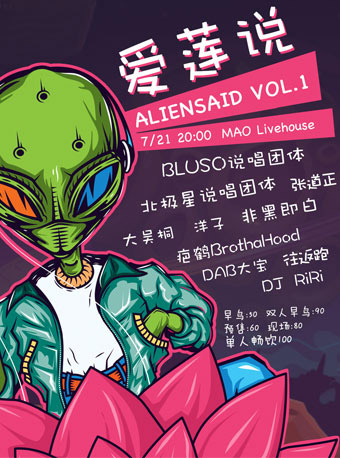 爱莲说
ALIENSAID VOL.1
7/21 20:00 MAO Livehouse
BLUSO说唱团体
北极星说唱团体 张道正
大吴桐 洋子 非黑即白
疤鹤BrothaHood
DAB大宝 往返跑
DJ RiRi
早鸟:50 双人早鸟:90
预售:60 现场:80
单人畅饮100